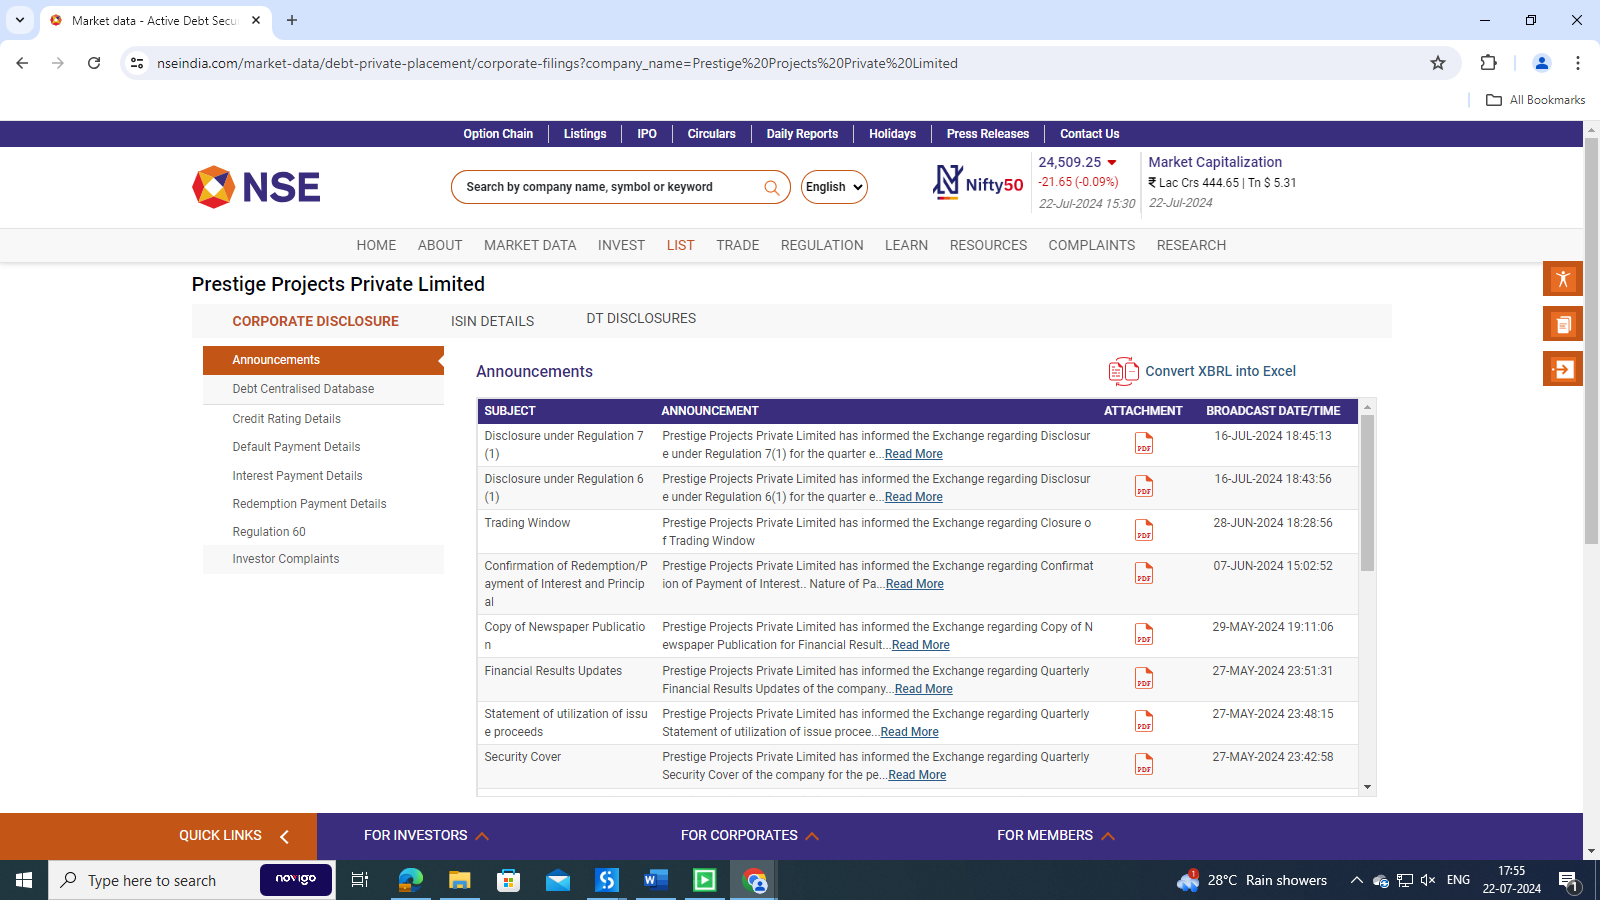 Market data - Active Debt Secu
nseindia.com/market-data/debt-private-placement/corporate-filings?company_name=Prestige%20Projects%20Private%20Limited
All Bookmarks
Option Chain
Listings
IPO
Circulars
Daily Reports
Holidays
Press Releases
Contact Us
NSE
Search by company name, symbol or keyword
English
Nifty50
24,509.25
-21.65 (-0.09%)
22-Jul-2024 15:30
Market Capitalization
₹ Lac Crs 444.65 | Tn $ 5.31
22-Jul-2024
HOME
ABOUT
MARKET DATA
INVEST
LIST
TRADE
REGULATION
LEARN
RESOURCES
COMPLAINTS
RESEARCH
Prestige Projects Private Limited
CORPORATE DISCLOSURE
ISIN DETAILS
DT DISCLOSURES
Announcements
Debt Centralised Database
Credit Rating Details
Default Payment Details
Interest Payment Details
Redemption Payment Details
Regulation 60
Investor Complaints
Announcements
Convert XBRL into Excel
SUBJECT
ANNOUNCEMENT
ATTACHMENT
BROADCAST DATE/TIME
Disclosure under Regulation 7
(1)
Prestige Projects Private Limited has informed the Exchange regarding Disclosur
e under Regulation 7(1) for the quarter e...Read More
PDF
16-JUL-2024 18:45:13
Disclosure under Regulation 6
(1)
Prestige Projects Private Limited has informed the Exchange regarding Disclosur
e under Regulation 6(1) for the quarter e...Read More
PDF
16-JUL-2024 18:43:56
Trading Window
Prestige Projects Private Limited has informed the Exchange regarding Closure o
f Trading Window
PDF
28-JUN-2024 18:28:56
Confirmation of Redemption/P
ayment of Interest and Princip
al
Prestige Projects Private Limited has informed the Exchange regarding Confirmat
ion of Payment of Interest.. Nature of Pa...Read More
PDF
07-JUN-2024 15:02:52
Copy of Newspaper Publicatio
n
Prestige Projects Private Limited has informed the Exchange regarding Copy of N
ewspaper Publication for Financial Result...Read More
PDF
29-MAY-2024 19:11:06
Financial Results Updates
Prestige Projects Private Limited has informed the Exchange regarding Quarterly
Financial Results Updates of the company...Read More
PDF
27-MAY-2024 23:51:31
Statement of utilization of issu
e proceeds
Prestige Projects Private Limited has informed the Exchange regarding Quarterly
Statement of utilization of issue procee...Read More
PDF
27-MAY-2024 23:48:15
Security Cover
Prestige Projects Private Limited has informed the Exchange regarding Quarterly
Security Cover of the company for the pe...Read More
PDF
27-MAY-2024 23:42:58
QUICK LINKS
FOR INVESTORS
FOR CORPORATES
FOR MEMBERS
Type here to search
novigo
1
28°C Rain showers
ENG
17:55
22-07-2024
1